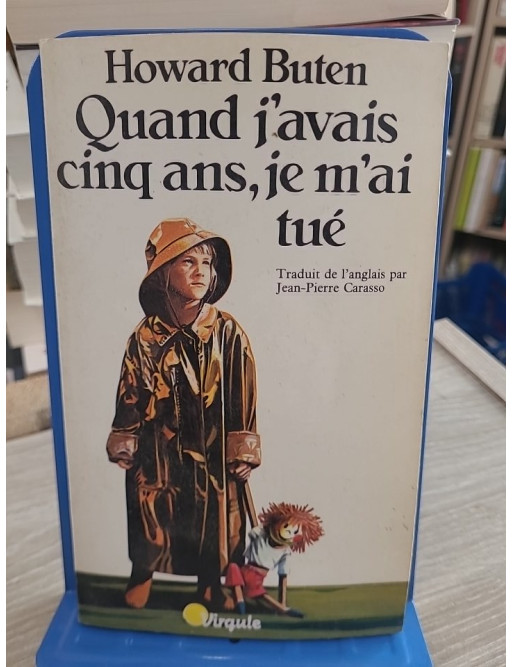 Howard Buten
Quand j'avais
cinq ans, je m'ai
tué
Traduit de l'anglais par
Jean-Pierre Carasso
Virgule